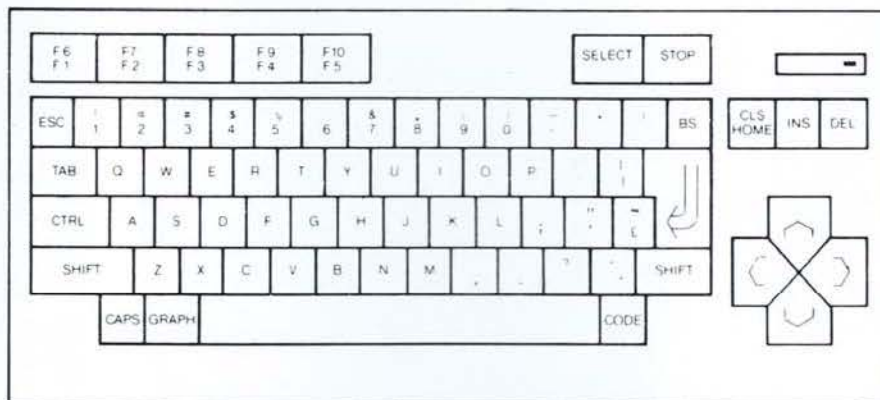 F6 F7 F8 F9 F10 SELECT STOP
F1 F2 F3 F4 F5
$ &
ESC 1 2 3 4 5 6 7 8 9 0 BS CLS HOME INS DEL
TAB Q W E R T Y U I O P
CTRL A S D F G H J K L ; £
SHIFT Z X C V B N M SHIFT
CAPS GRAPH CODE